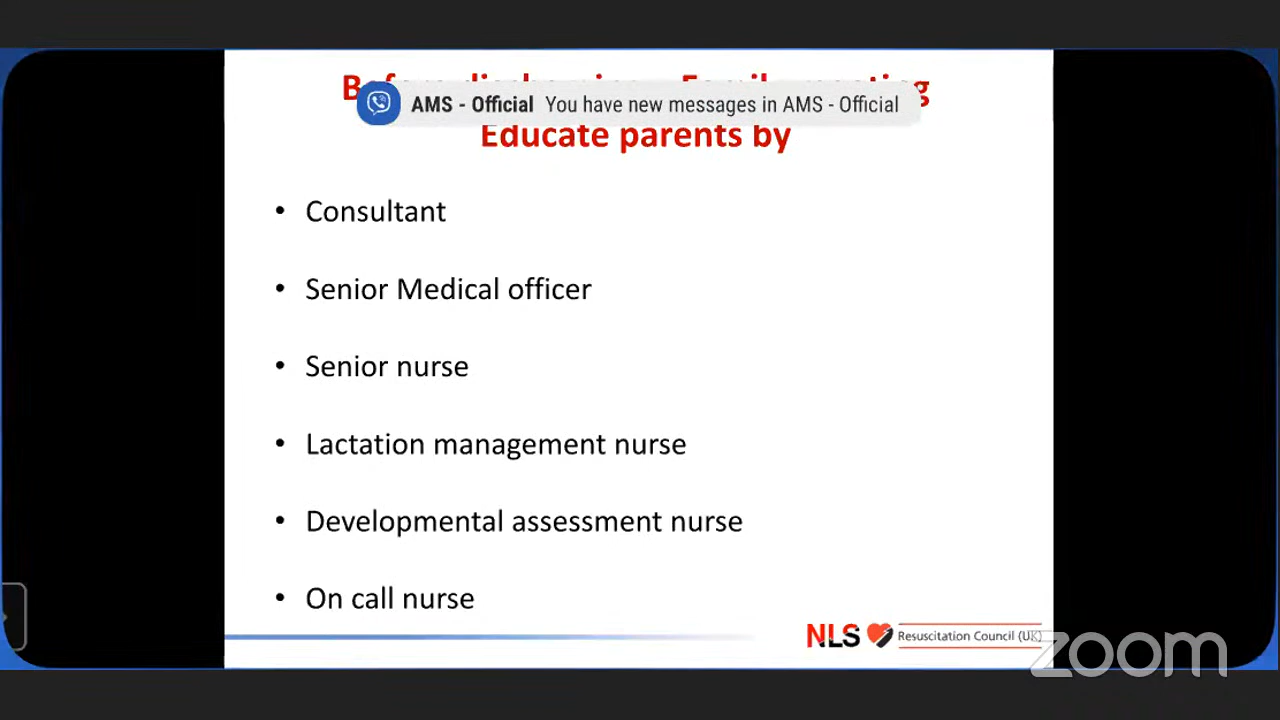 AMS - Official You have new messages in AMS - Official
Educate parents by
• Consultant
• Senior Medical officer
• Senior nurse
• Lactation management nurse
• Developmental assessment nurse
• On call nurse
NLS Resuscitation Council (UK)
zoom